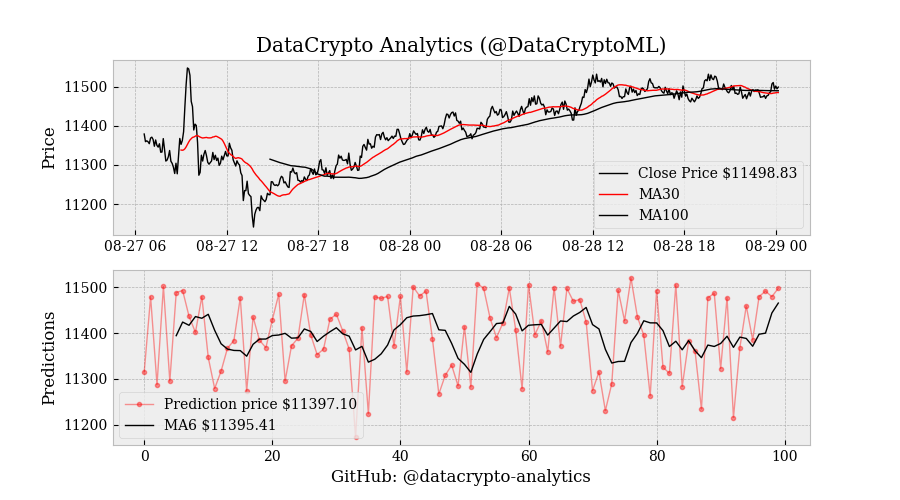 DataCrypto Analytics (@DataCryptoML)
Price
11500
11400
11300
11200
Close Price $11498.83
MA30
MA100
08-27 06 08-27 12 08-27 18 08-28 00 08-28 06 08-28 12 08-28 18 08-29 00
Predictions
11500
11400
11300
11200
Prediction price $11397.10
MA6 $11395.41
0 20 40 60 80 100
GitHub: @datacrypto-analytics